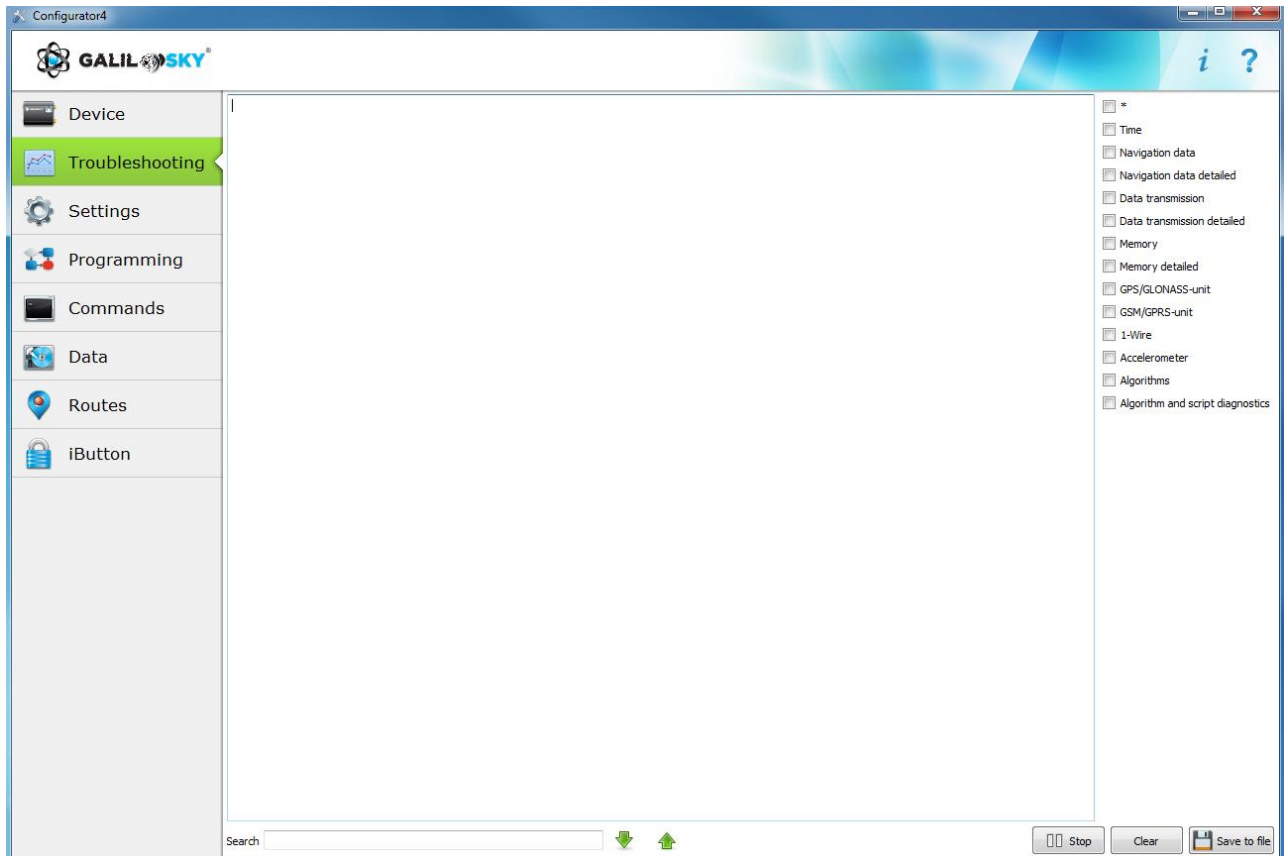 Configurator4
GALILEOSKY®
i ?
Device
Troubleshooting
Settings
Programming
Commands
Data
Routes
iButton
*
Time
Navigation data
Navigation data detailed
Data transmission
Data transmission detailed
Memory
Memory detailed
GPS/GLONASS-unit
GSM/GPRS-unit
1-Wire
Accelerometer
Algorithms
Algorithm and script diagnostics
Search
Stop
Clear
Save to file